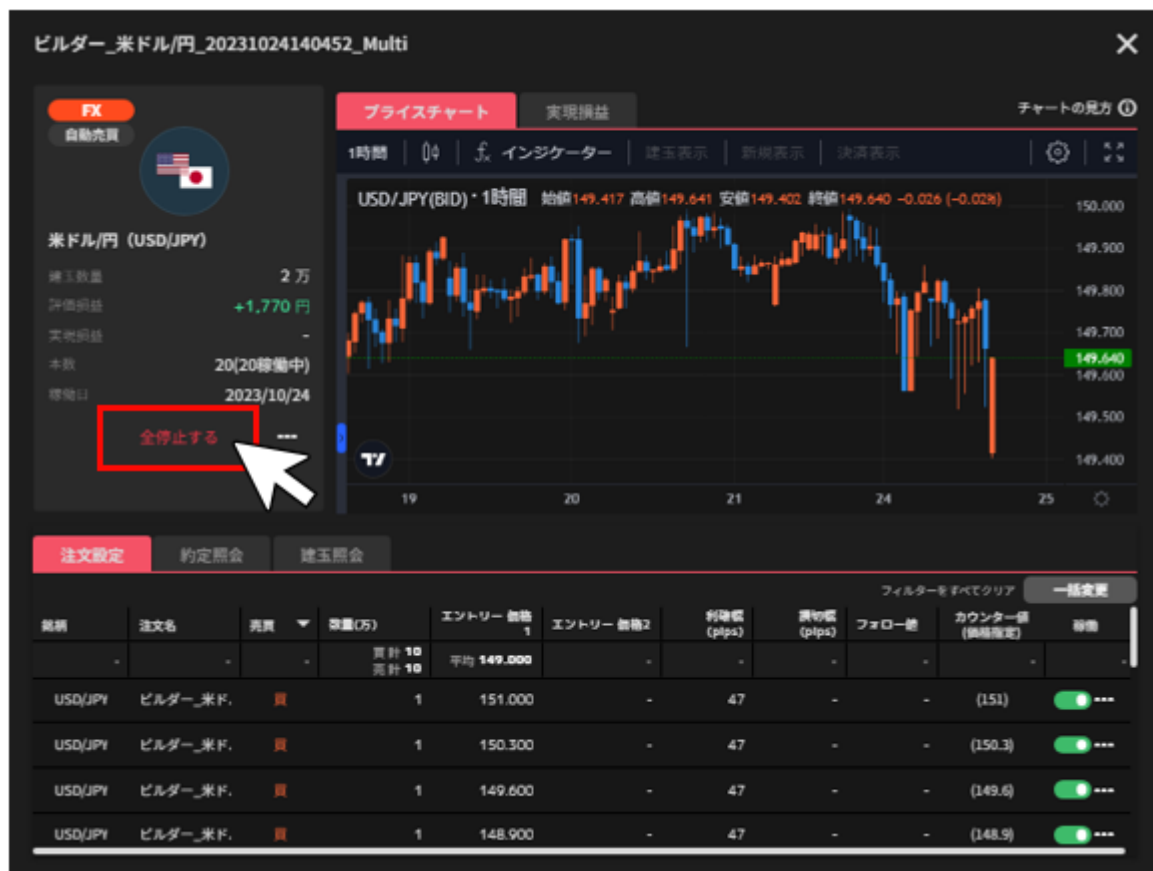 ビルダー_米ドル/円_20231024140452_Multi
FX
自動売買
米ドル/円 (USD/JPY)
建玉数量 2 万
評価損益 +1,770 円
実現損益 -
本数 20(20稼働中)
稼働日 2023/10/24
全停止する
プライスチャート 実現損益 チャートの見方
1時間 インジケーター 建玉表示 新規表示 決済表示
USD/JPY(BID)・1時間 始値149.417 高値149.641 安値149.402 終値149.640 -0.026 (-0.02%)
150.000
149.900
149.800
149.700
149.640
149.600
149.500
149.400
19 20 21 24 25
注文設定 約定照会 建玉照会
フィルターをすべてクリア 一括変更
銘柄 注文名 売買 数量(万) エントリー価格1 エントリー価格2 利確幅(pips) 損切幅(pips) フォロー値 カウンター値(価格指定) 稼働
- - - 買計 10 売計 10 平均 149.000 - - - - - -
USD/JPY ビルダー_米ド. 買 1 151.000 - 47 - - (151)
USD/JPY ビルダー_米ド. 買 1 150.300 - 47 - - (150.3)
USD/JPY ビルダー_米ド. 買 1 149.600 - 47 - - (149.6)
USD/JPY ビルダー_米ド. 買 1 148.900 - 47 - - (148.9)